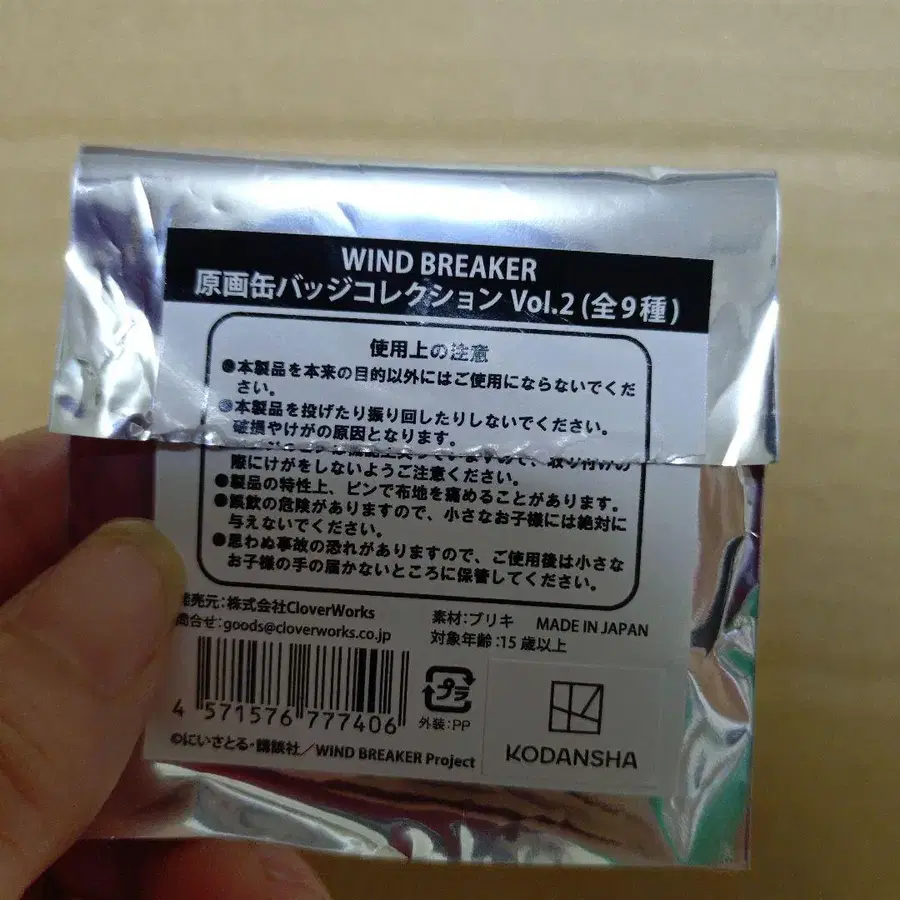 WIND BREAKER
原画缶バッジコレクション Vol.2 (全9種)
使用上の注意
●本製品を本来の目的以外にはご使用にならないでくだ
さい。
●本製品を投げたり振り回したりしないでください。
破損やけがの原因となります。
際にけがをしないようご注意ください。
●製品の特性上、ピンで布地を痛めることがあります。
●誤飲の危険がありますので、小さなお子様には絶対に
与えないでください。
●思わぬ事故の恐れがありますので、ご使用後は小さな
お子様の手の届かないところに保管してください。
発売元:株式会社CloverWorks
問合せ:goods@cloverworks.co.jp
素材:ブリキ MADE IN JAPAN
対象年齢:15歳以上
4 571576 777406
プラ
外装:PP
©にいさとる・講談社/WIND BREAKER Project
KODANSHA